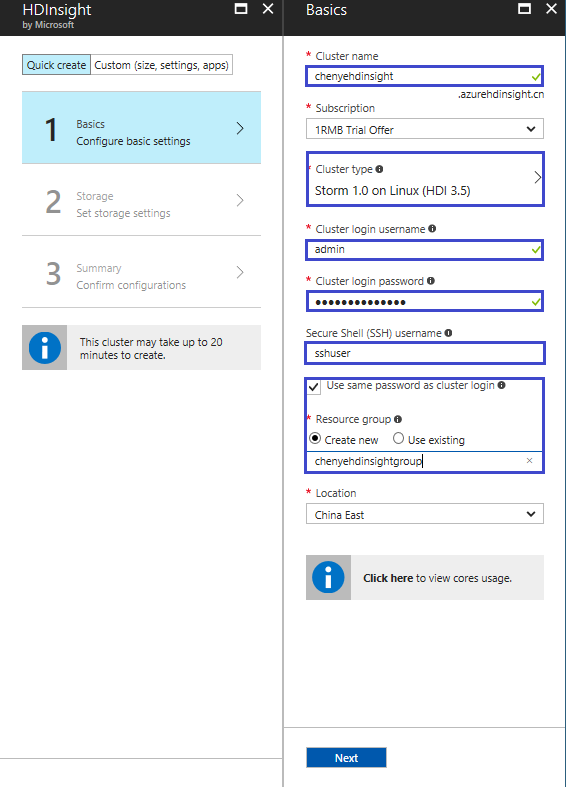 HDInsight
by Microsoft
Quick create
Custom (size, settings, apps)
1
Basics
Configure basic settings
2
Storage
Set storage settings
3
Summary
Confirm configurations
This cluster may take up to 20
minutes to create.
Basics
* Cluster name
chenyehdinsight
.azurehdinsight.cn
* Subscription
1RMB Trial Offer
* Cluster type
Storm 1.0 on Linux (HDI 3.5)
* Cluster login username
admin
* Cluster login password
●●●●●●●●●●●●●●
Secure Shell (SSH) username
sshuser
Use same password as cluster login
* Resource group
Create new
Use existing
chenyehdinsightgroup
* Location
China East
Click here to view cores usage.
Next